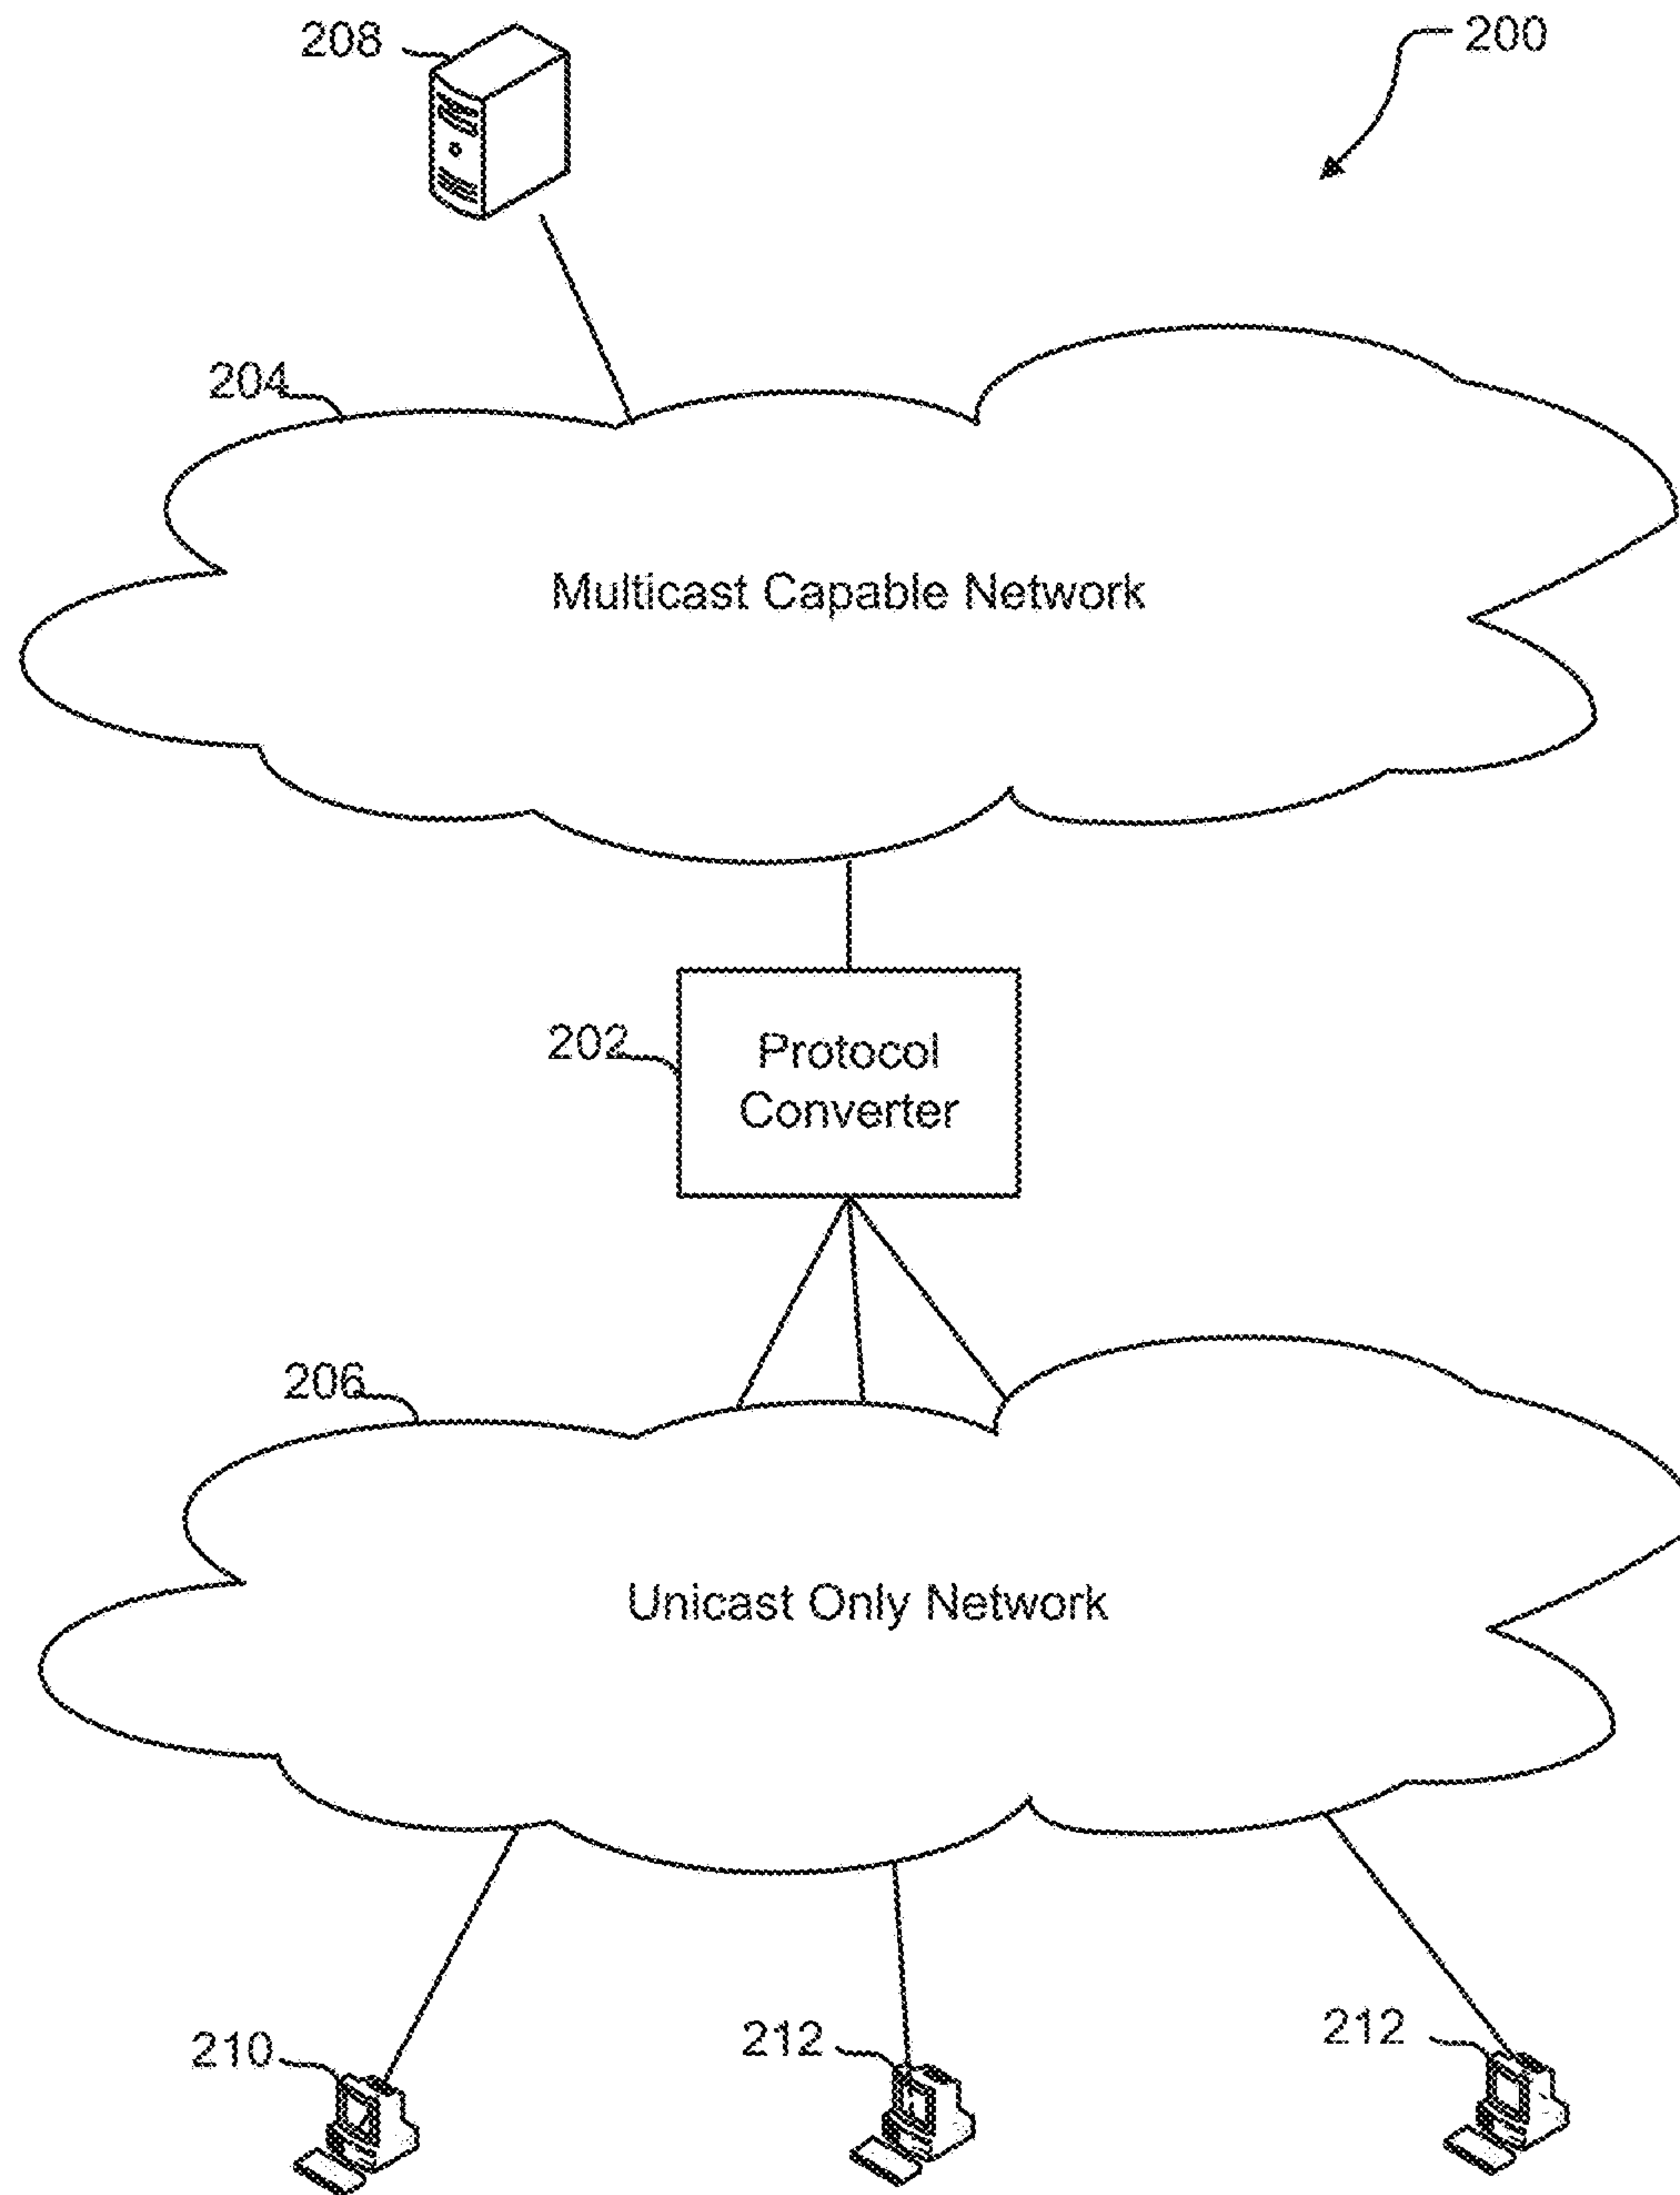 208
200
204
Multicast Capable Network
202
Protocol
Converter
206
Unicast Only Network
210
212
212